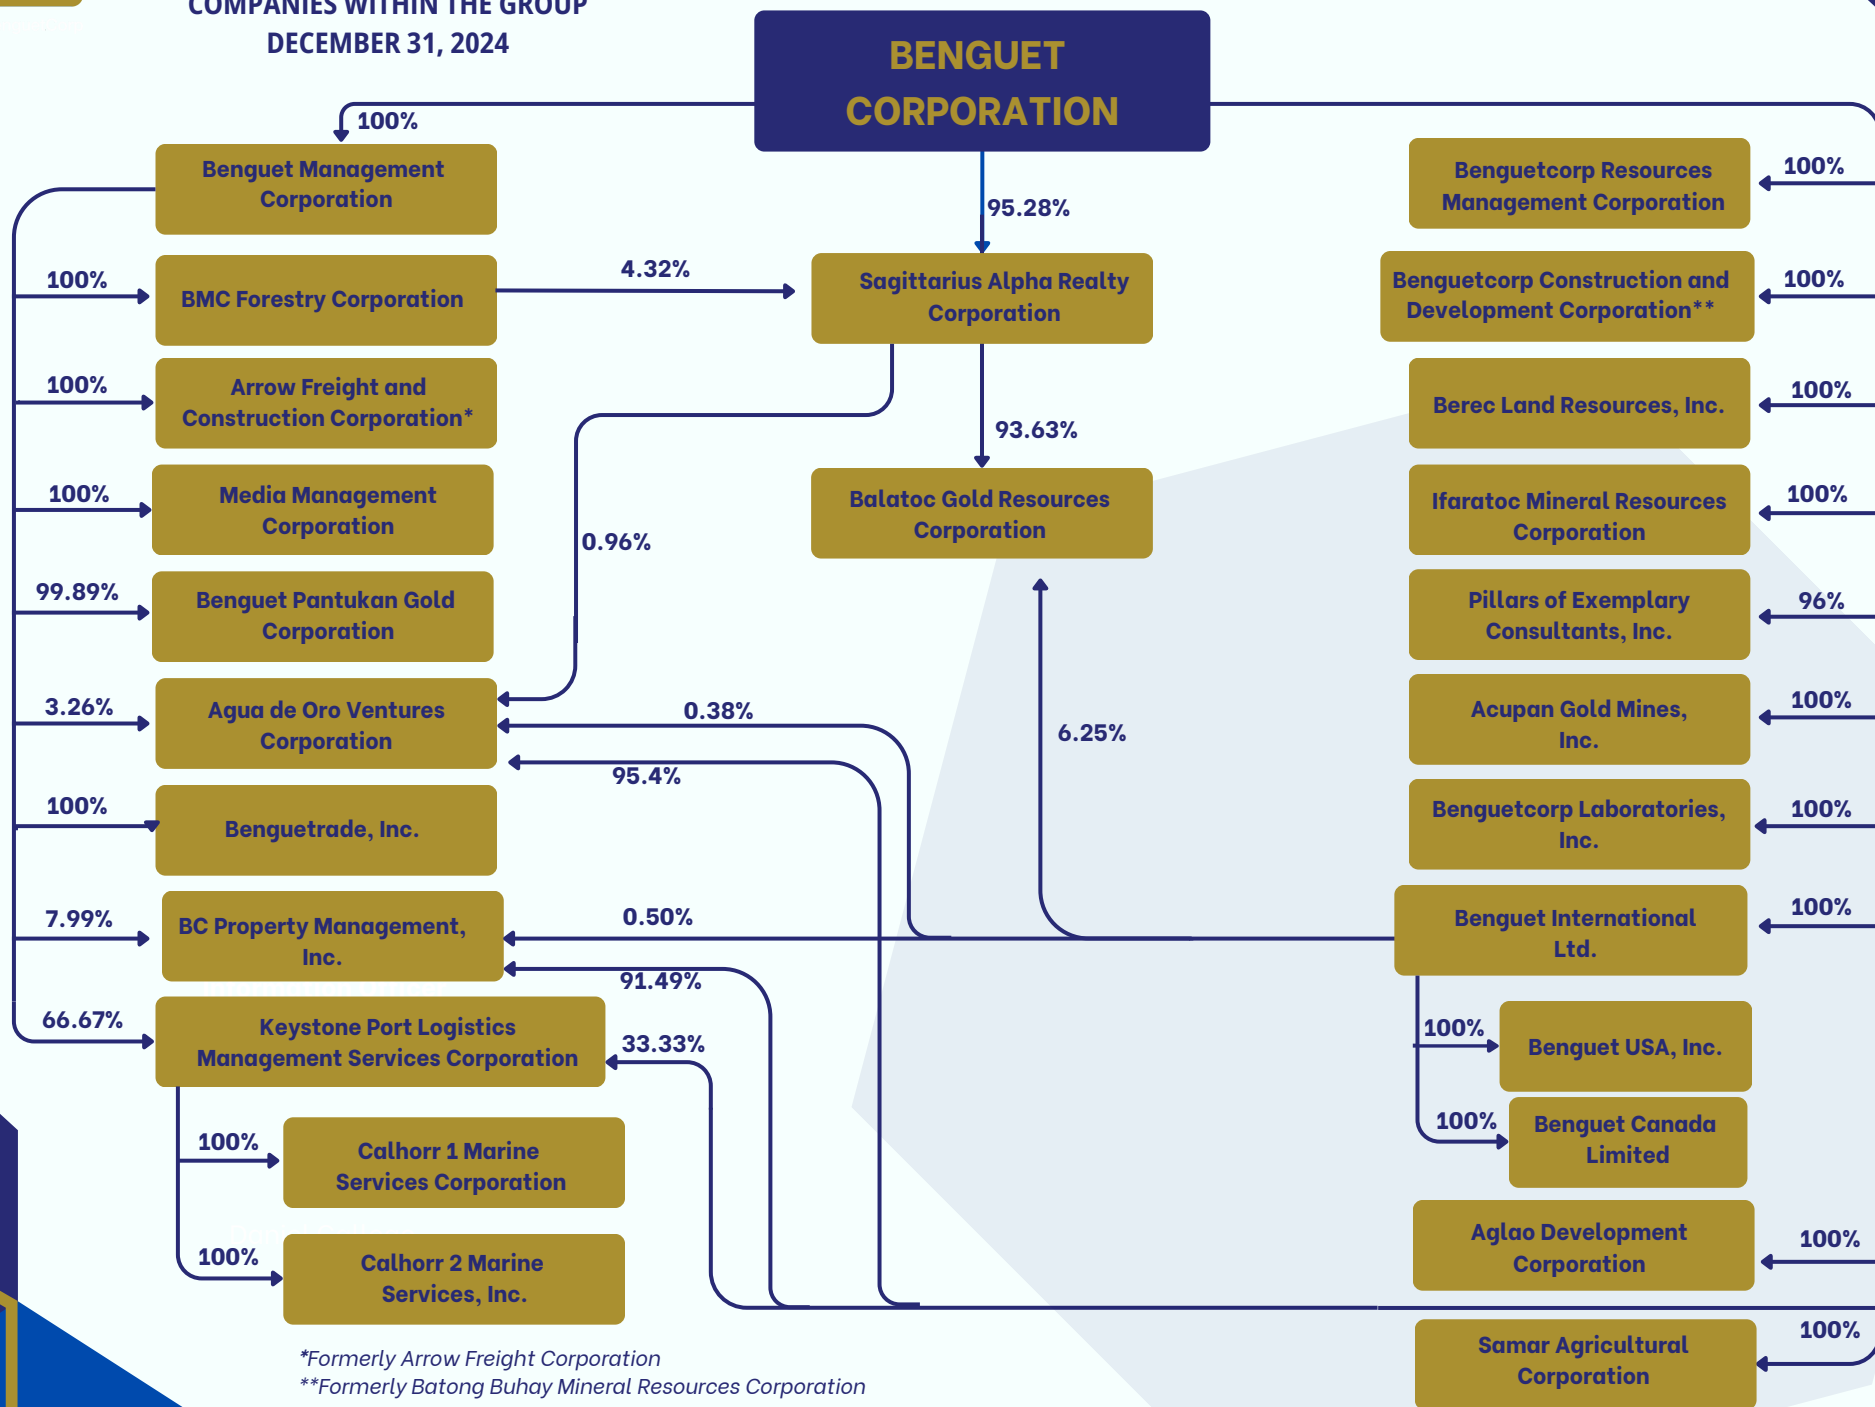 COMPANIES WITHIN THE GROUP
DECEMBER 31, 2024
BENGUET
CORPORATION
100%
Benguet Management
Corporation
100%
BMC Forestry Corporation
4.32%
100%
Arrow Freight and
Construction Corporation*
100%
Media Management
Corporation
99.89%
Benguet Pantukan Gold
Corporation
3.26%
Agua de Oro Ventures
Corporation
100%
Benguetrade, Inc.
7.99%
BC Property Management,
Inc.
66.67%
Keystone Port Logistics
Management Services Corporation
100%
Calhorr 1 Marine
Services Corporation
100%
Calhorr 2 Marine
Services, Inc.
95.28%
Sagittarius Alpha Realty
Corporation
93.63%
Balatoc Gold Resources
Corporation
0.96%
0.38%
95.4%
6.25%
0.50%
91.49%
33.33%
Benguetcorp Resources
Management Corporation
100%
Benguetcorp Construction and
Development Corporation**
100%
Berec Land Resources, Inc.
100%
Ifaratoc Mineral Resources
Corporation
100%
Pillars of Exemplary
Consultants, Inc.
96%
Acupan Gold Mines,
Inc.
100%
Benguetcorp Laboratories,
Inc.
100%
Benguet International
Ltd.
100%
100%
Benguet USA, Inc.
100%
Benguet Canada
Limited
Aglao Development
Corporation
100%
Samar Agricultural
Corporation
100%
*Formerly Arrow Freight Corporation
**Formerly Batong Buhay Mineral Resources Corporation